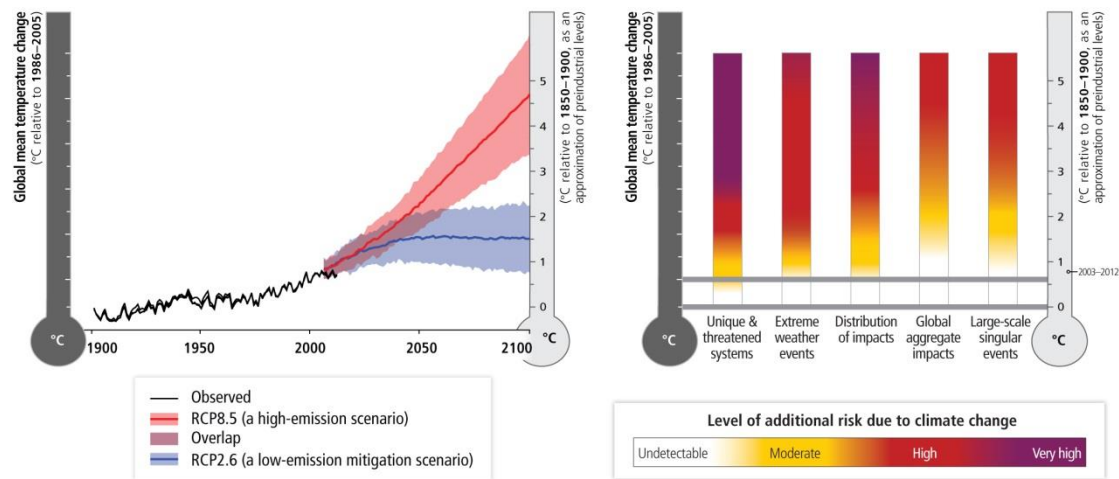 Global mean temperature change
(°C relative to 1986–2005)
°C
1900
1950
2000
2050
2100
5
4
3
2
1
0
°C
(°C relative to 1850–1900, as an
approximation of preindustrial levels)
Observed
RCP8.5 (a high-emission scenario)
Overlap
RCP2.6 (a low-emission mitigation scenario)
Global mean temperature change
(°C relative to 1986–2005)
°C
Unique &
threatened
systems
Extreme
weather
events
Distribution
of impacts
Global
aggregate
impacts
Large-scale
singular
events
5
4
3
2
1
0
2003–2012
°C
(°C relative to 1850–1900, as an
approximation of preindustrial levels)
Level of additional risk due to climate change
Undetectable Moderate High Very high